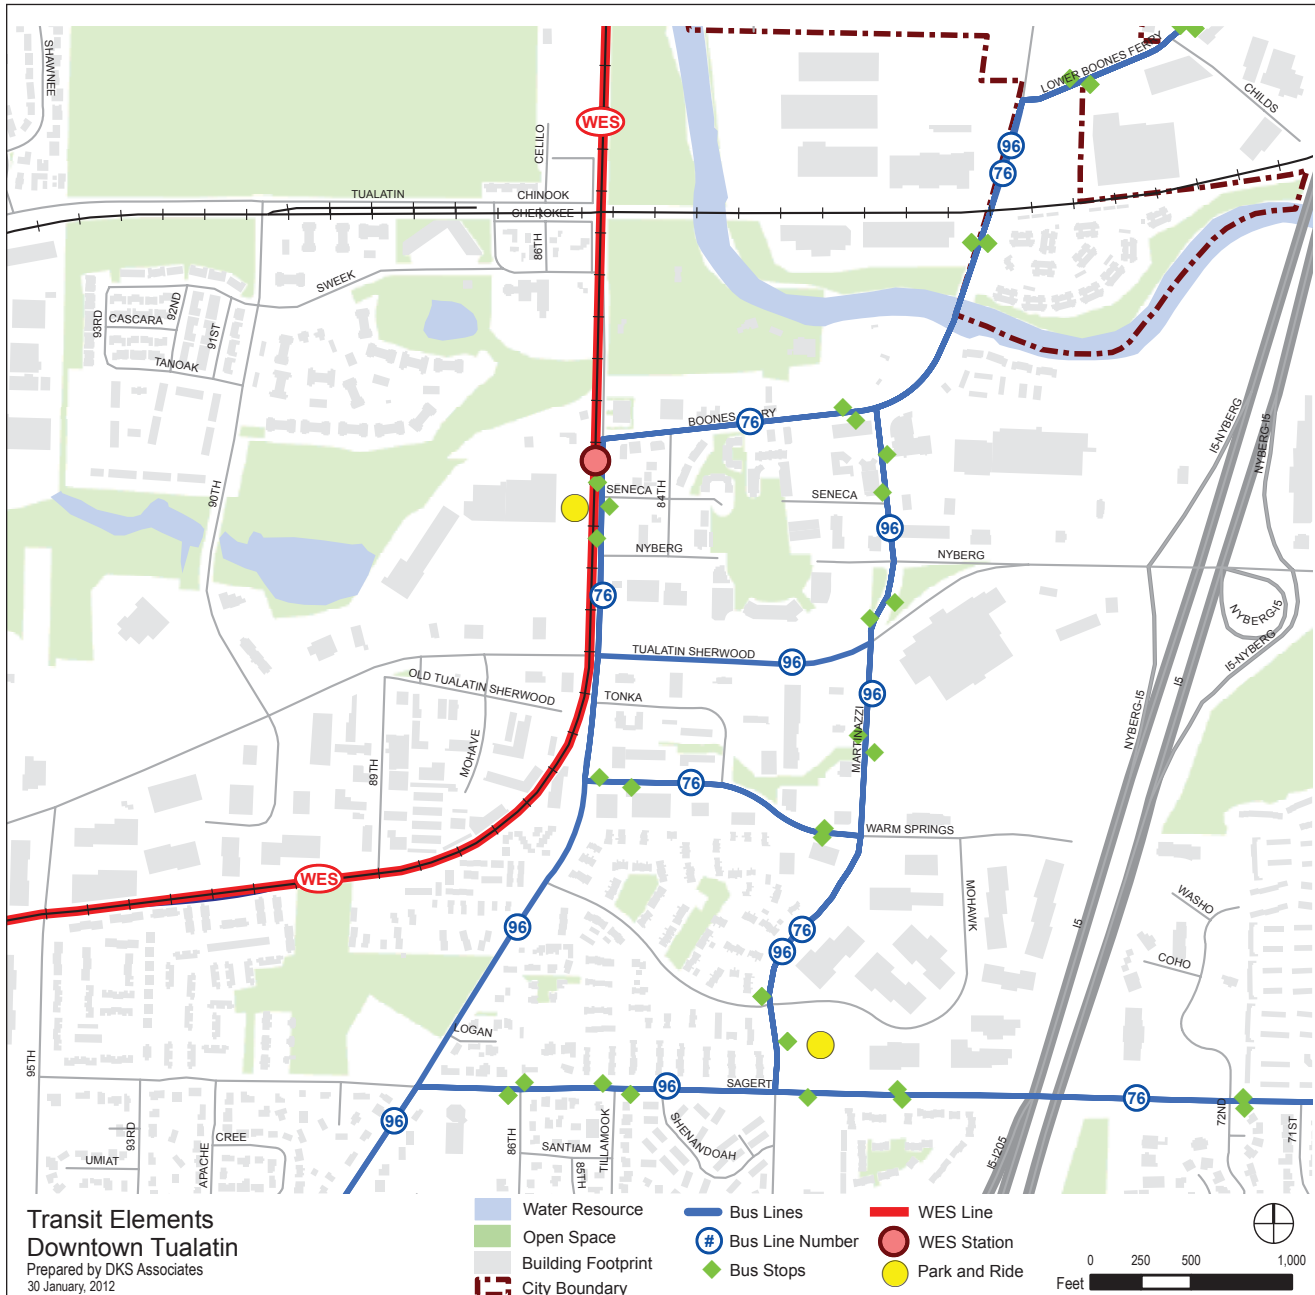 SHAWNEE
LOWER BOONES FERRY
CHILDS
WES
CELILO
96
76
TUALATIN
CHINOOK
CHEROKEE
86TH
SWEEK
93RD
CASCARA
92ND
91ST
TANOAK
BOONES FERRY
76
I5-NYBERG
NYBERG-I5
90TH
SENECA
84TH
SENECA
96
NYBERG
NYBERG
76
NYBERG-I5
I5-NYBERG
TUALATIN SHERWOOD
96
OLD TUALATIN SHERWOOD
TONKA
96
MARTINAZZI
NYBERG-I5
I5
MOHAVE
89TH
76
WARM SPRINGS
WES
MOHAWK
WASHO
96
76
96
I5
COHO
LOGAN
95TH
96
SAGERT
76
96
93RD
CREE
APACHE
UMIAT
86TH
SANTIAM
85TH
TILLAMOOK
SHENANDOAH
I5-I205
72ND
71ST
Transit Elements
Downtown Tualatin
Prepared by DKS Associates
30 January, 2012
Water Resource
Open Space
Building Footprint
City Boundary
Bus Lines
# Bus Line Number
Bus Stops
WES Line
WES Station
Park and Ride
0 250 500 1,000
Feet